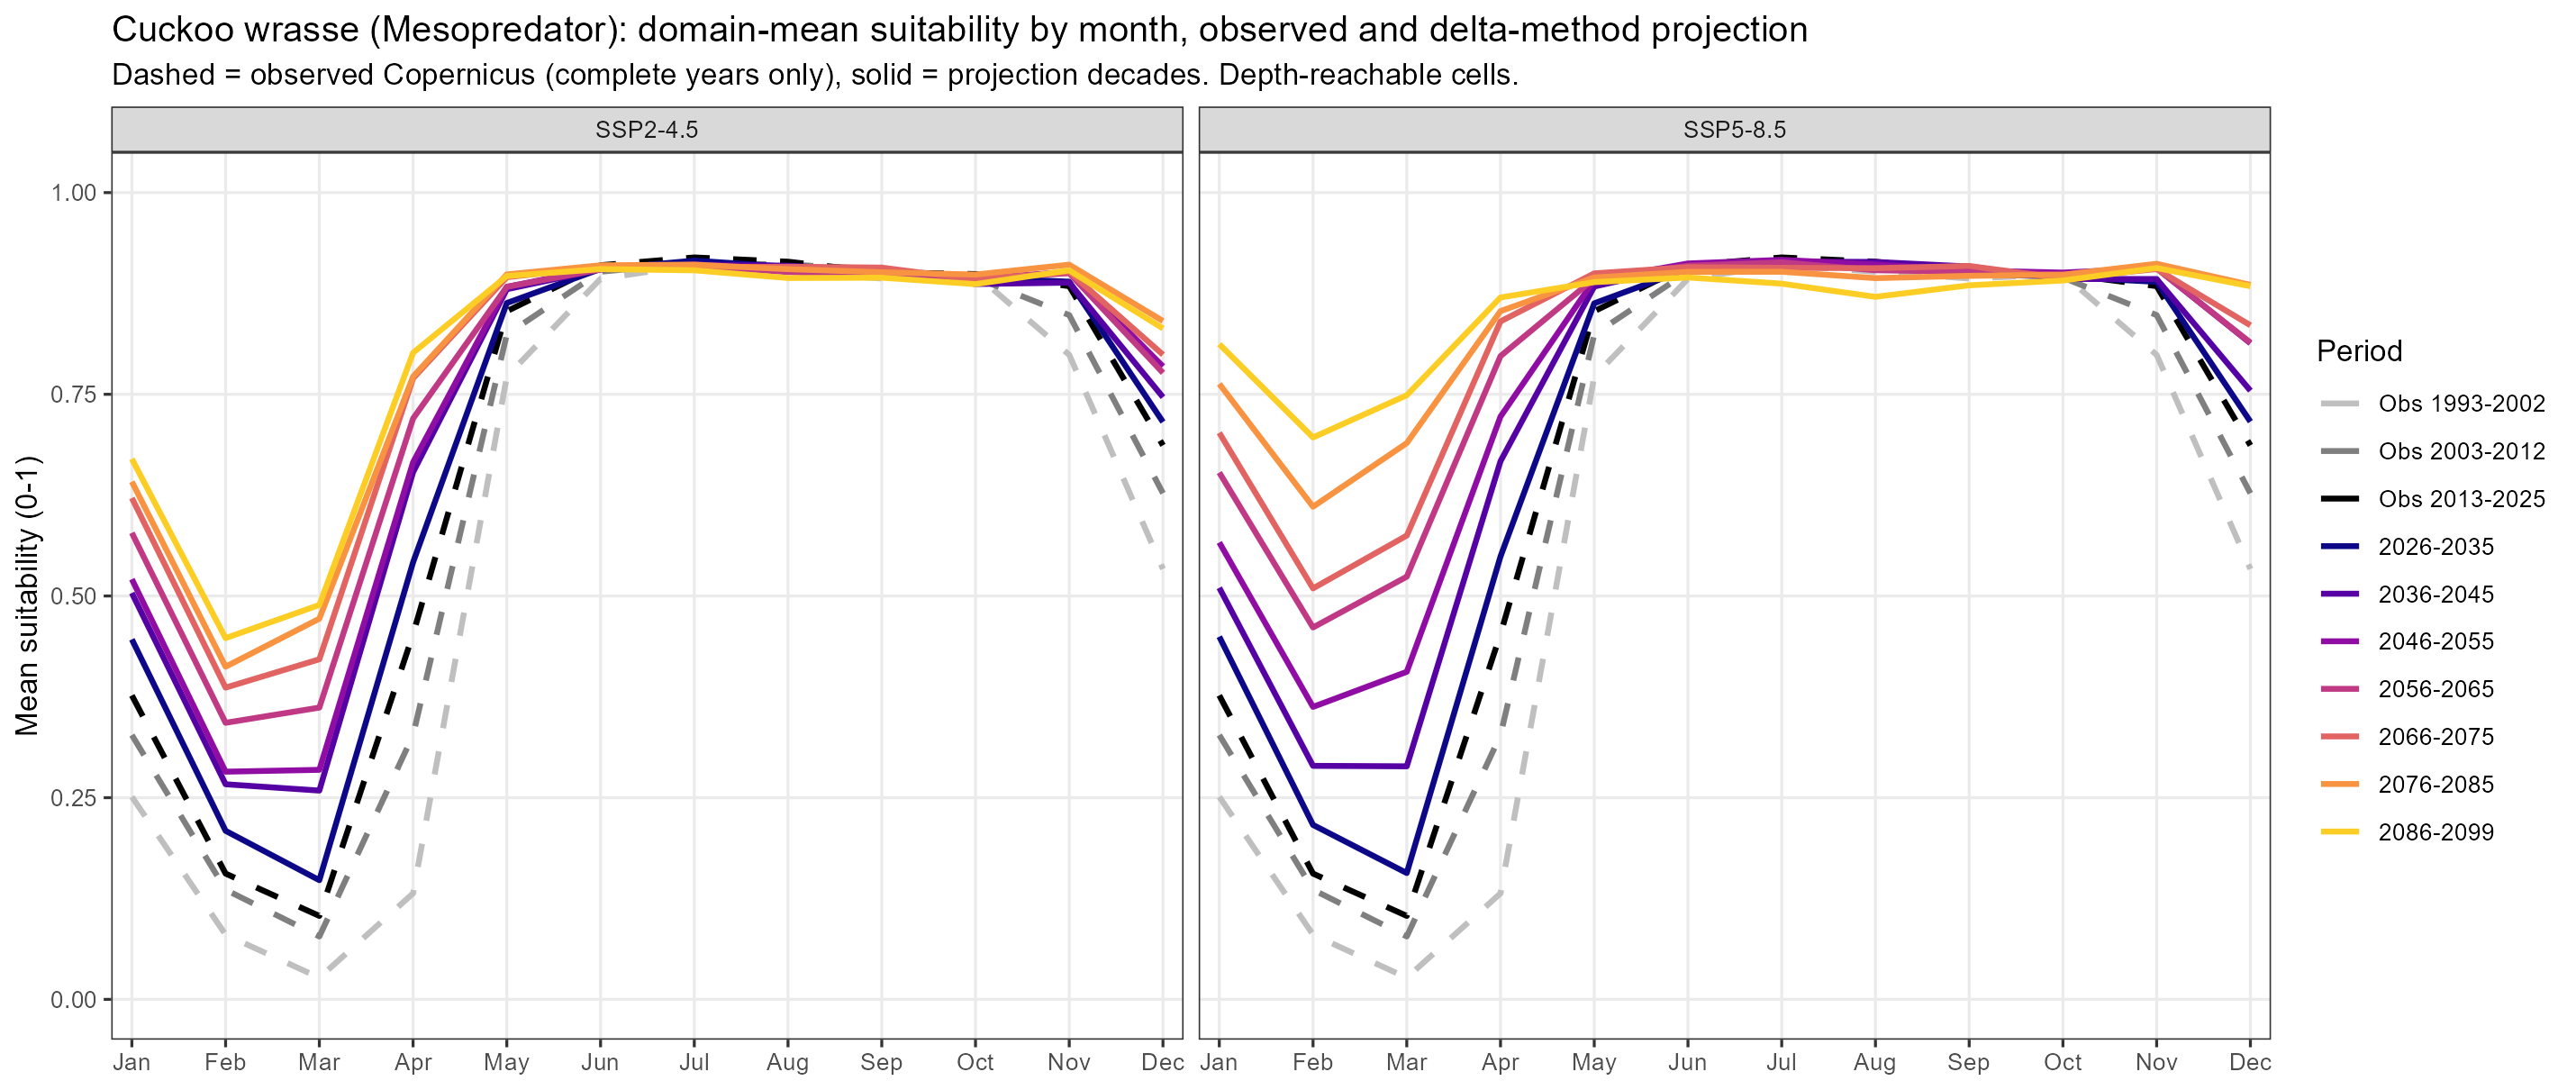 Cuckoo wrasse (Mesopredator): domain-mean suitability by month, observed and delta-method projection
Dashed = observed Copernicus (complete years only), solid = projection decades. Depth-reachable cells.
SSP2-4.5
SSP5-8.5
Mean suitability (0-1)
1.00
0.75
0.50
0.25
0.00
Jan Feb Mar Apr May Jun Jul Aug Sep Oct Nov Dec
Jan Feb Mar Apr May Jun Jul Aug Sep Oct Nov Dec
Period
Obs 1993-2002
Obs 2003-2012
Obs 2013-2025
2026-2035
2036-2045
2046-2055
2056-2065
2066-2075
2076-2085
2086-2099